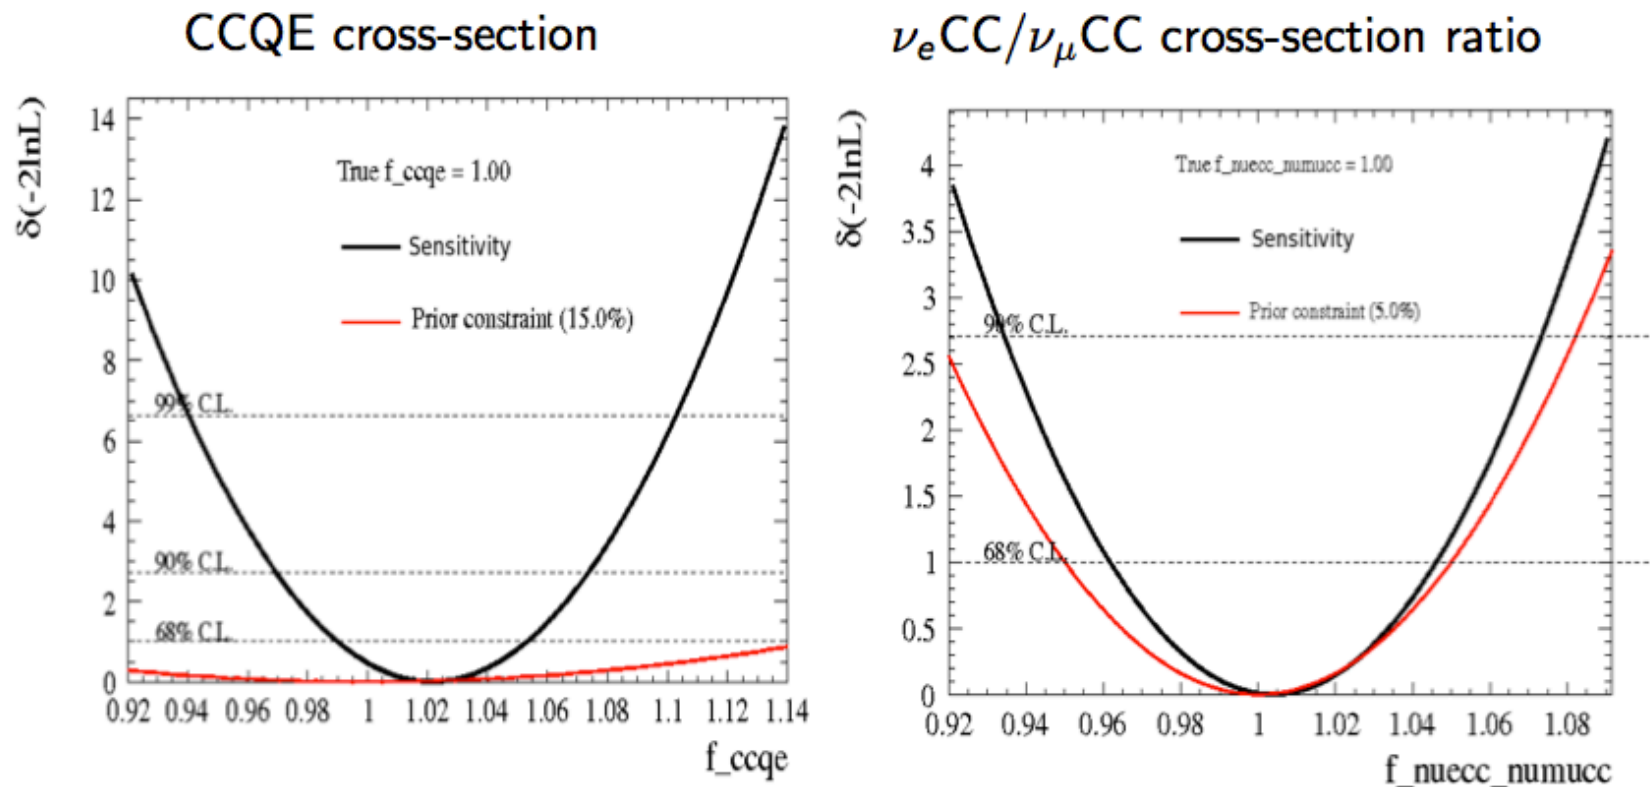 CCQE cross-section
νeCC/νμCC cross-section ratio
δ(-2lnL)
14
12
10
8
6
4
2
0
True f_ccqe = 1.00
Sensitivity
Prior constraint (15.0%)
99% C.L.
90% C.L.
68% C.L.
0.92 0.94 0.96 0.98 1 1.02 1.04 1.06 1.08 1.1 1.12 1.14
f_ccqe
δ(-2lnL)
4
3.5
3
2.5
2
1.5
1
0.5
0
True f_nuecc_numucc = 1.00
Sensitivity
Prior constraint (5.0%)
90% C.L.
68% C.L.
0.92 0.94 0.96 0.98 1 1.02 1.04 1.06 1.08
f_nuecc_numucc